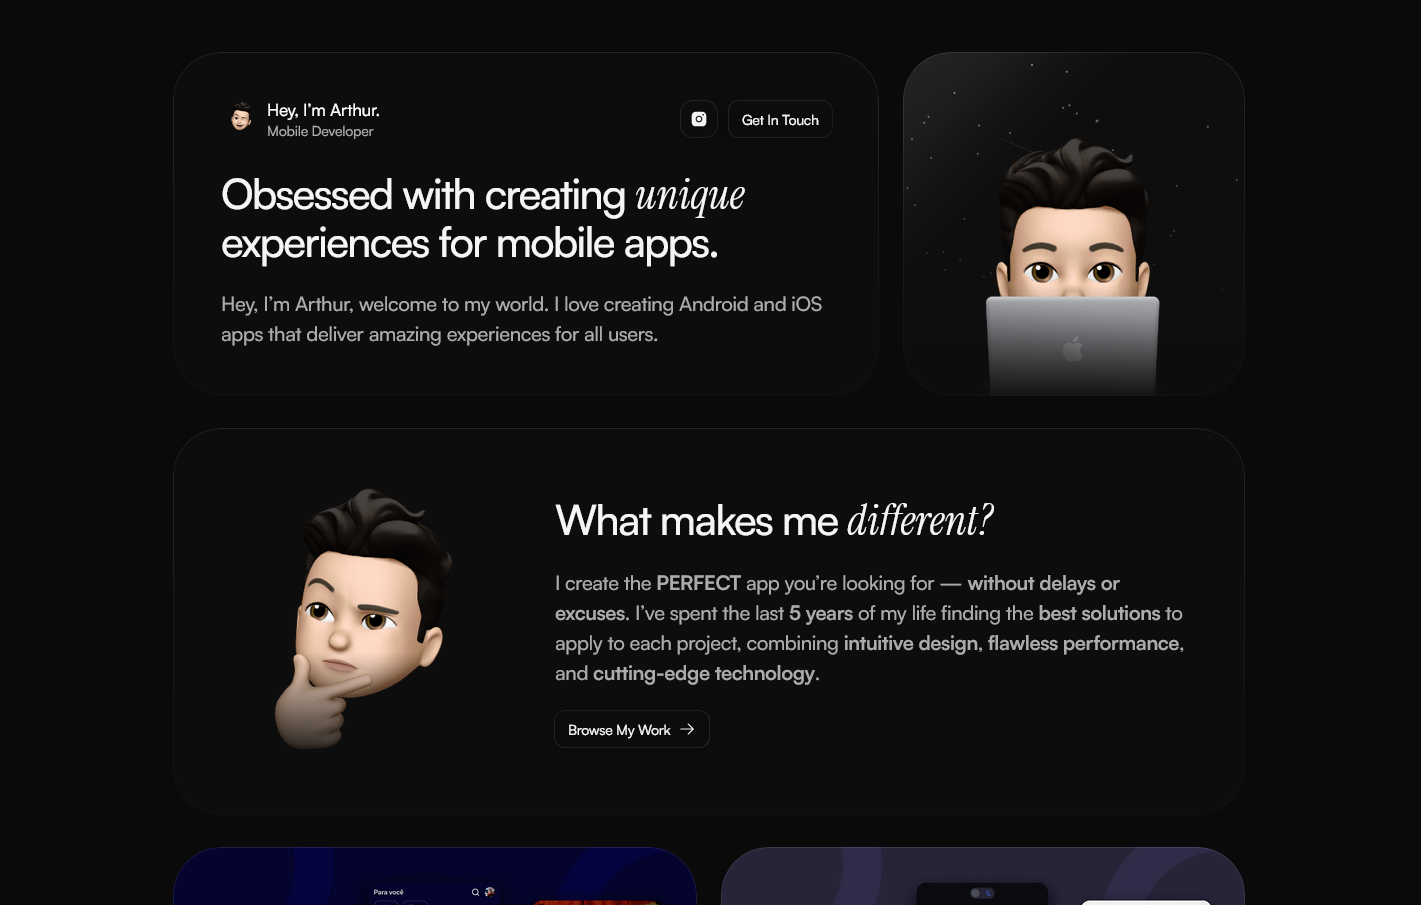 Hey, I’m Arthur.
Mobile Developer
Get In Touch
Obsessed with creating unique
experiences for mobile apps.
Hey, I’m Arthur, welcome to my world. I love creating Android and iOS
apps that deliver amazing experiences for all users.
What makes me different?
I create the PERFECT app you’re looking for — without delays or
excuses. I’ve spent the last 5 years of my life finding the best solutions to
apply to each project, combining intuitive design, flawless performance,
and cutting-edge technology.
Browse My Work
Para você